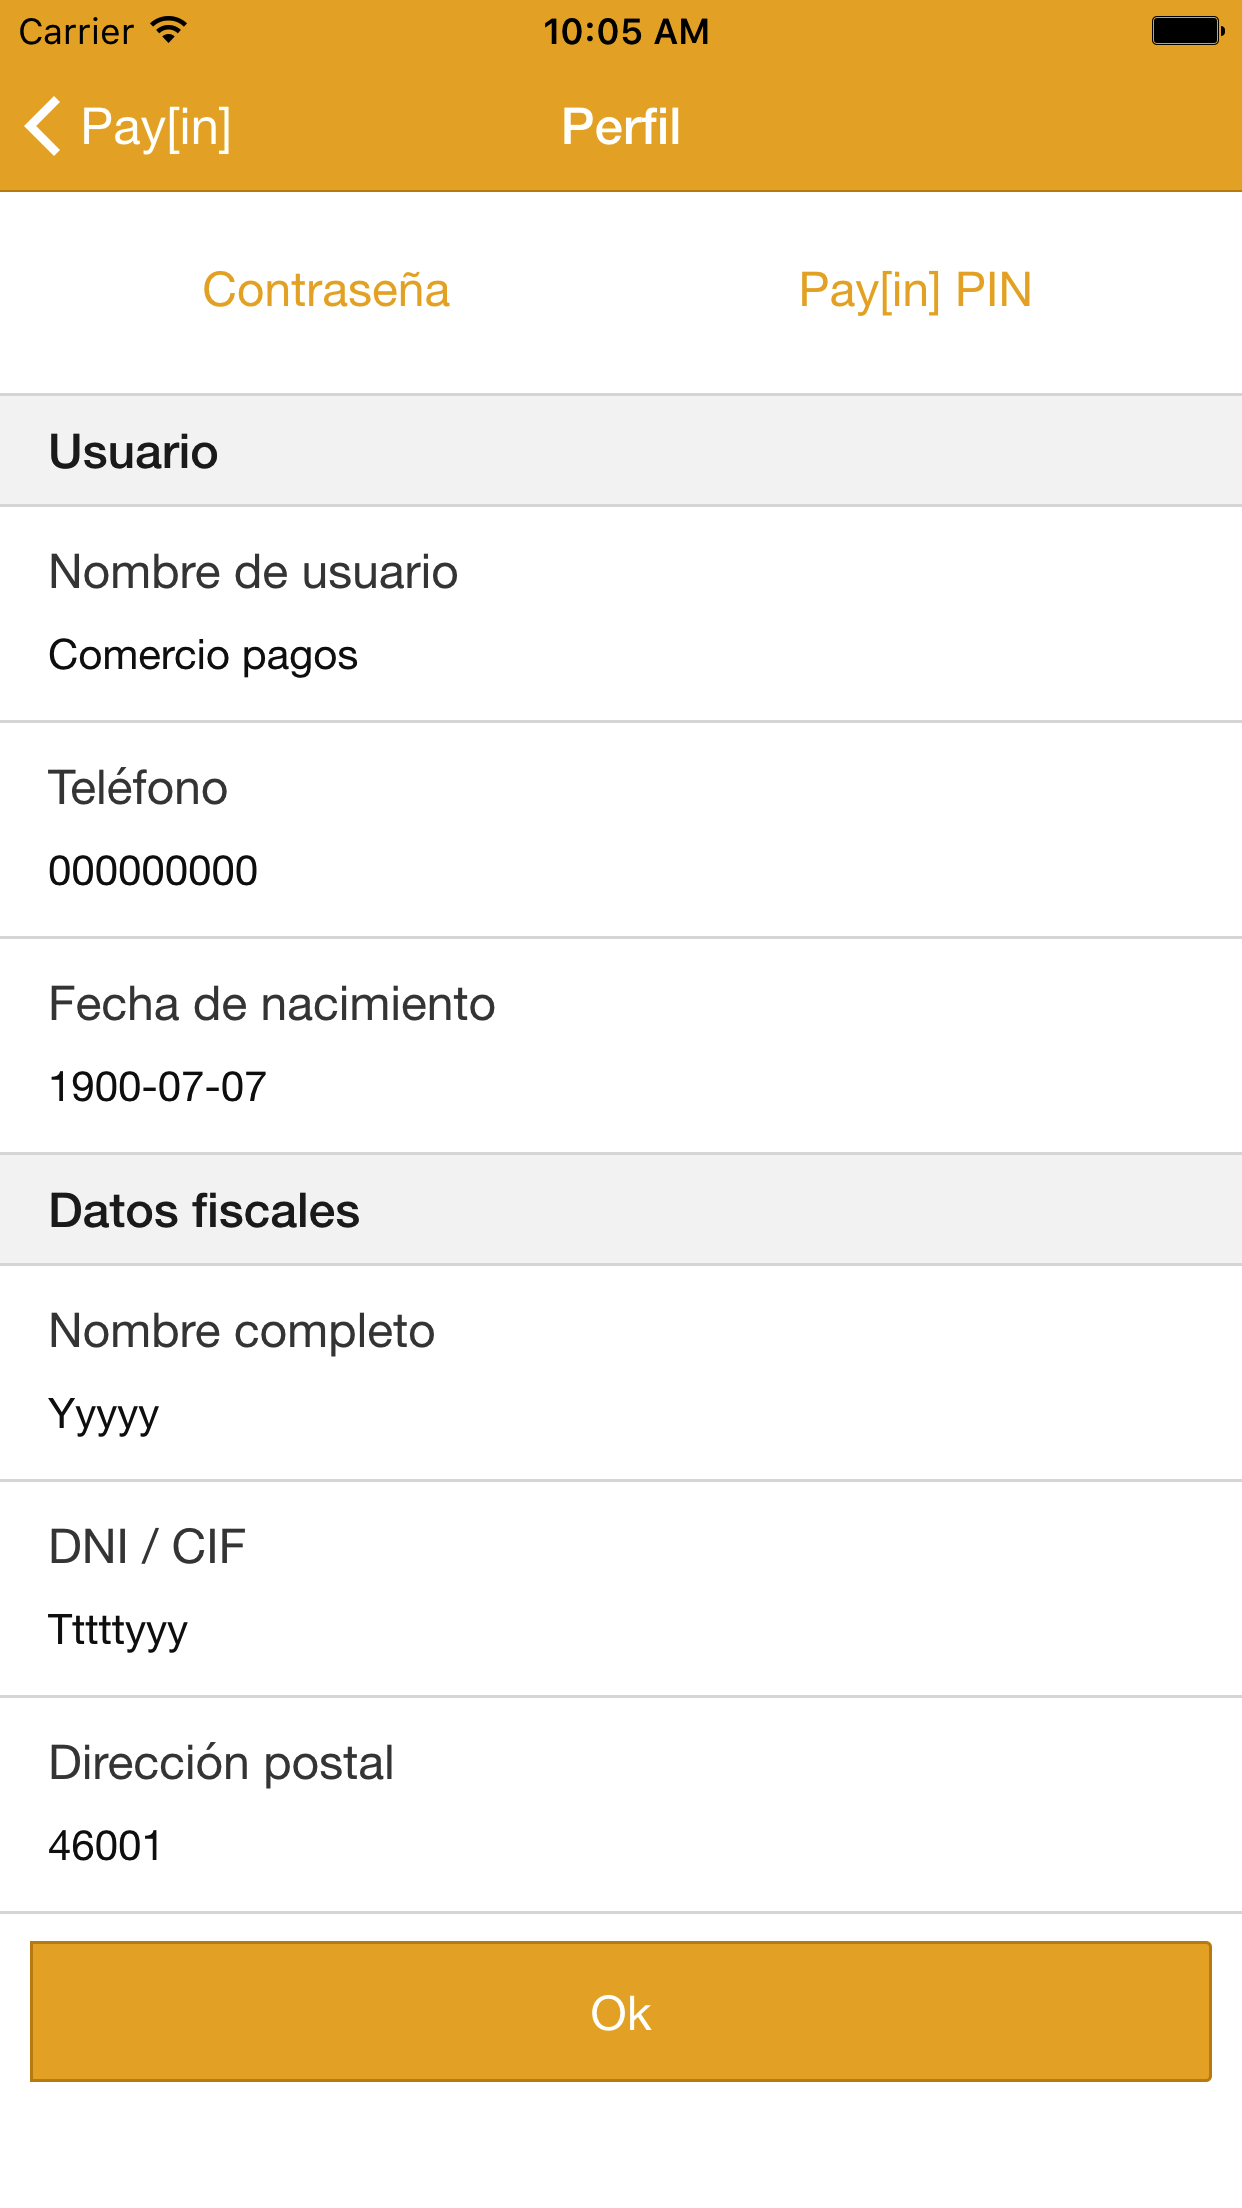 Carrier 10:05 AM
Pay[in] Perfil
Contraseña Pay[in] PIN
Usuario
Nombre de usuario
Comercio pagos
Teléfono
000000000
Fecha de nacimiento
1900-07-07
Datos fiscales
Nombre completo
Yyyyy
DNI / CIF
Tttttyyy
Dirección postal
46001
Ok